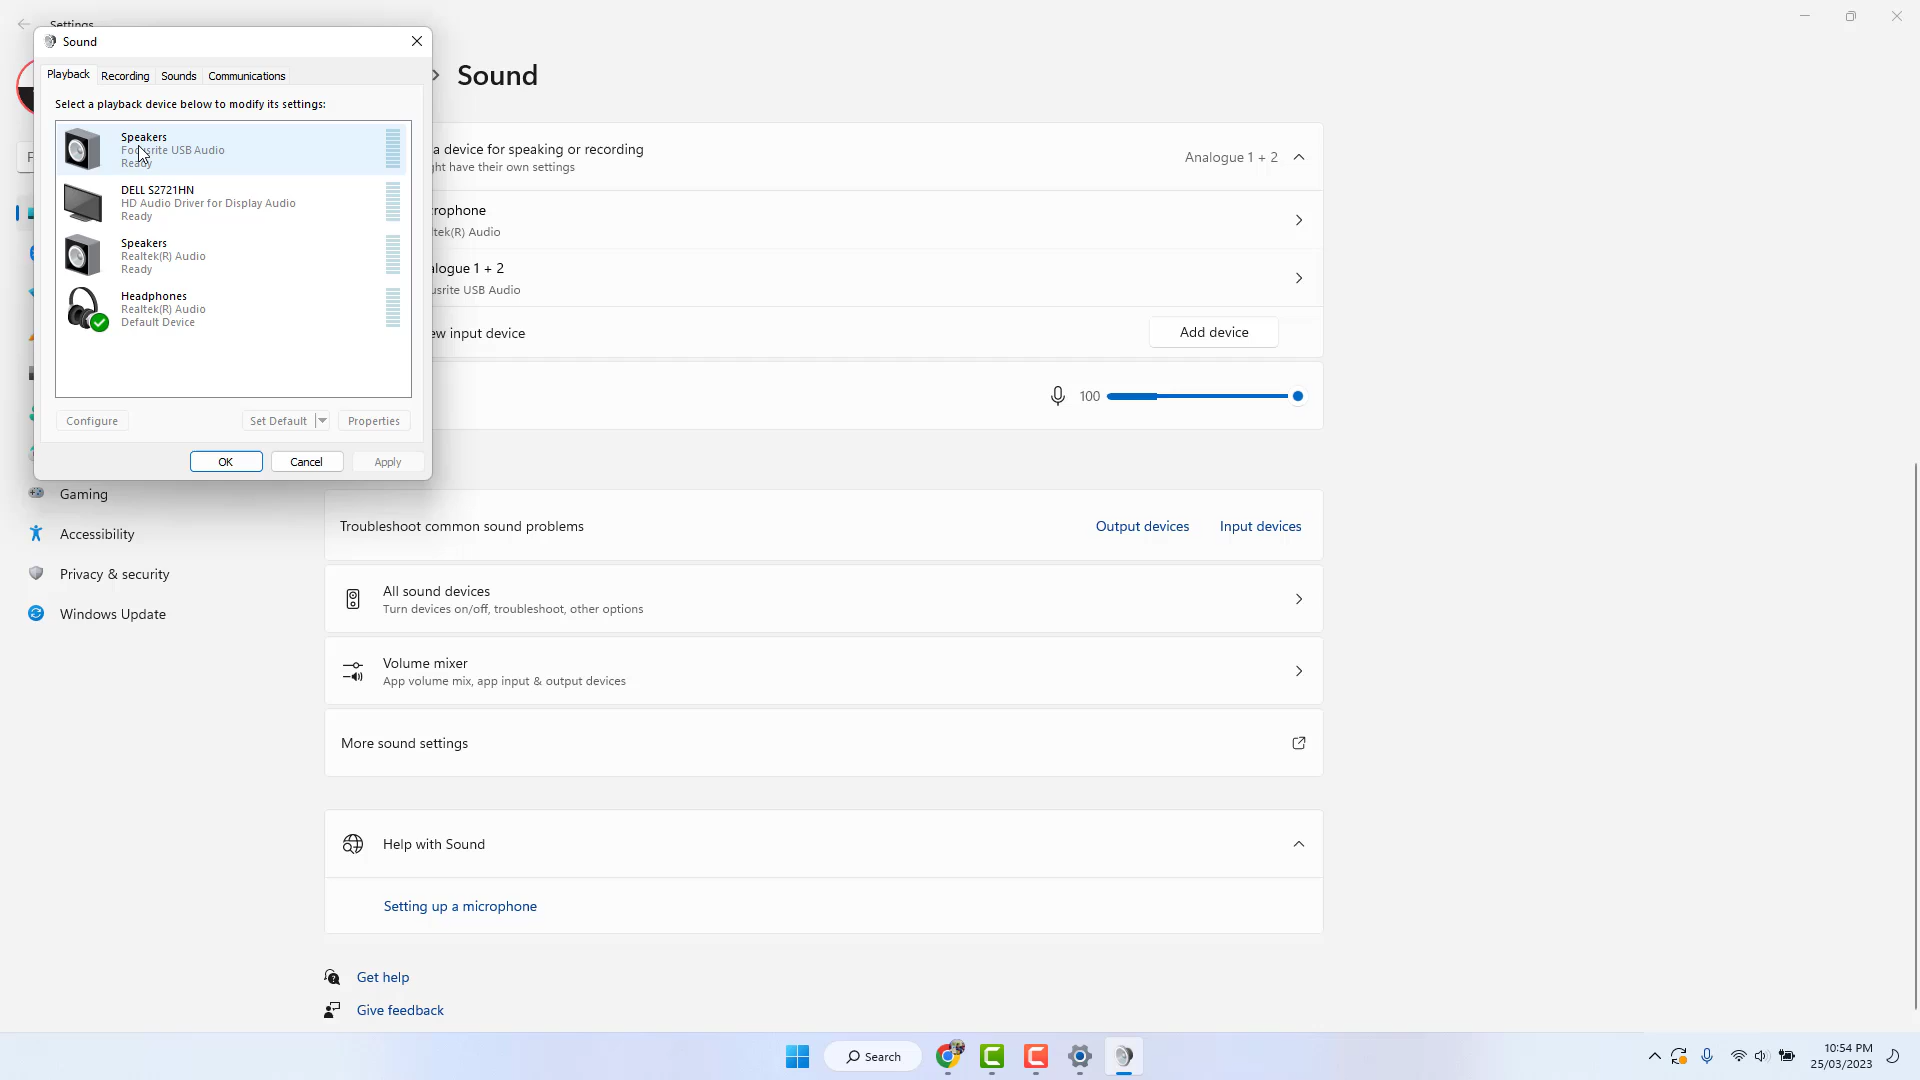 Settings
Sound
Playback
Recording
Sounds
Communications
Select a playback device below to modify its settings:
Speakers
Focusrite USB Audio
Ready
DELL S2721HN
HD Audio Driver for Display Audio
Ready
Speakers
Realtek(R) Audio
Ready
Headphones
Realtek(R) Audio
Default Device
Configure
Set Default
Properties
OK
Cancel
Apply
Gaming
Accessibility
Privacy & security
Windows Update
Sound
a device for speaking or recording
ght have their own settings
Analogue 1 + 2
rophone
ltek(R) Audio
alogue 1 + 2
usrite USB Audio
ew input device
Add device
100
Troubleshoot common sound problems
Output devices
Input devices
All sound devices
Turn devices on/off, troubleshoot, other options
Volume mixer
App volume mix, app input & output devices
More sound settings
Help with Sound
Setting up a microphone
Get help
Give feedback
Search
10:54 PM
25/03/2023